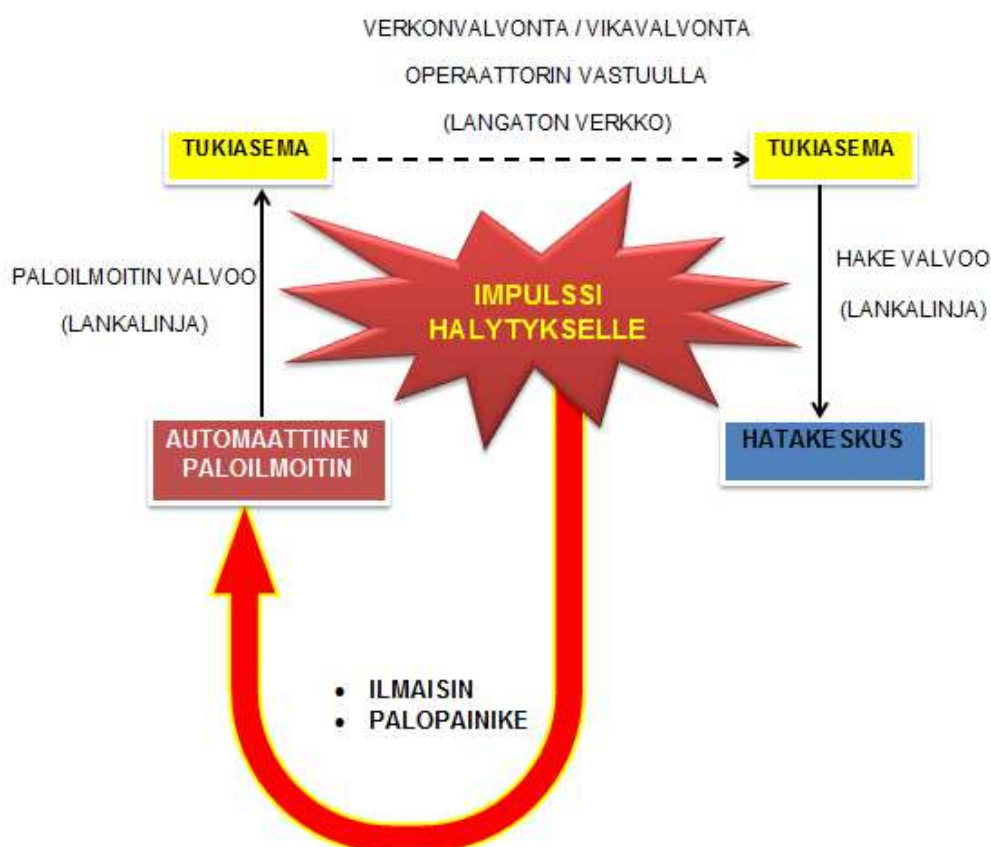 VERKONVALVONTA / VIKAVALVONTA
OPERAATTORIN VASTUULLA
(LANGATON VERKKO)
TUKIASEMA
TUKIASEMA
PALOILMOITIN VALVOO
(LANKALINJA)
IMPULSSI
HALYTYKSELLE
HAKE VALVOO
(LANKALINJA)
AUTOMAATTINEN
PALOILMOITIN
HATAKESKUS
• ILMAISIN
• PALOPAINIKE